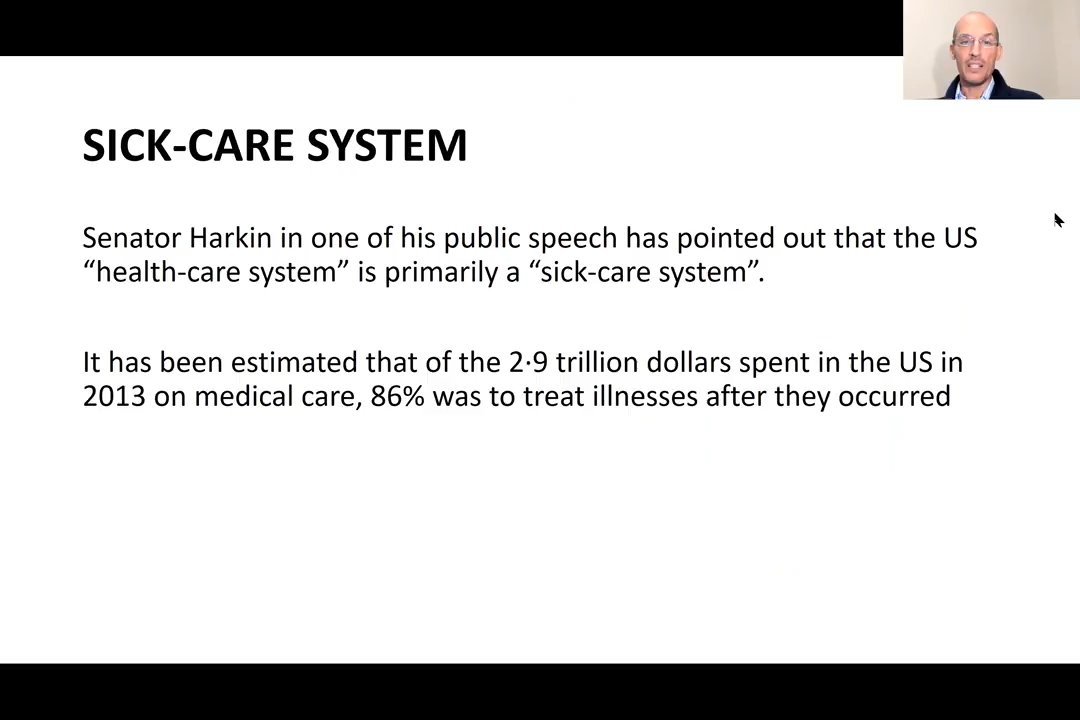 SICK-CARE SYSTEM
Senator Harkin in one of his public speech has pointed out that the US
“health-care system” is primarily a “sick-care system”.
It has been estimated that of the 2·9 trillion dollars spent in the US in
2013 on medical care, 86% was to treat illnesses after they occurred